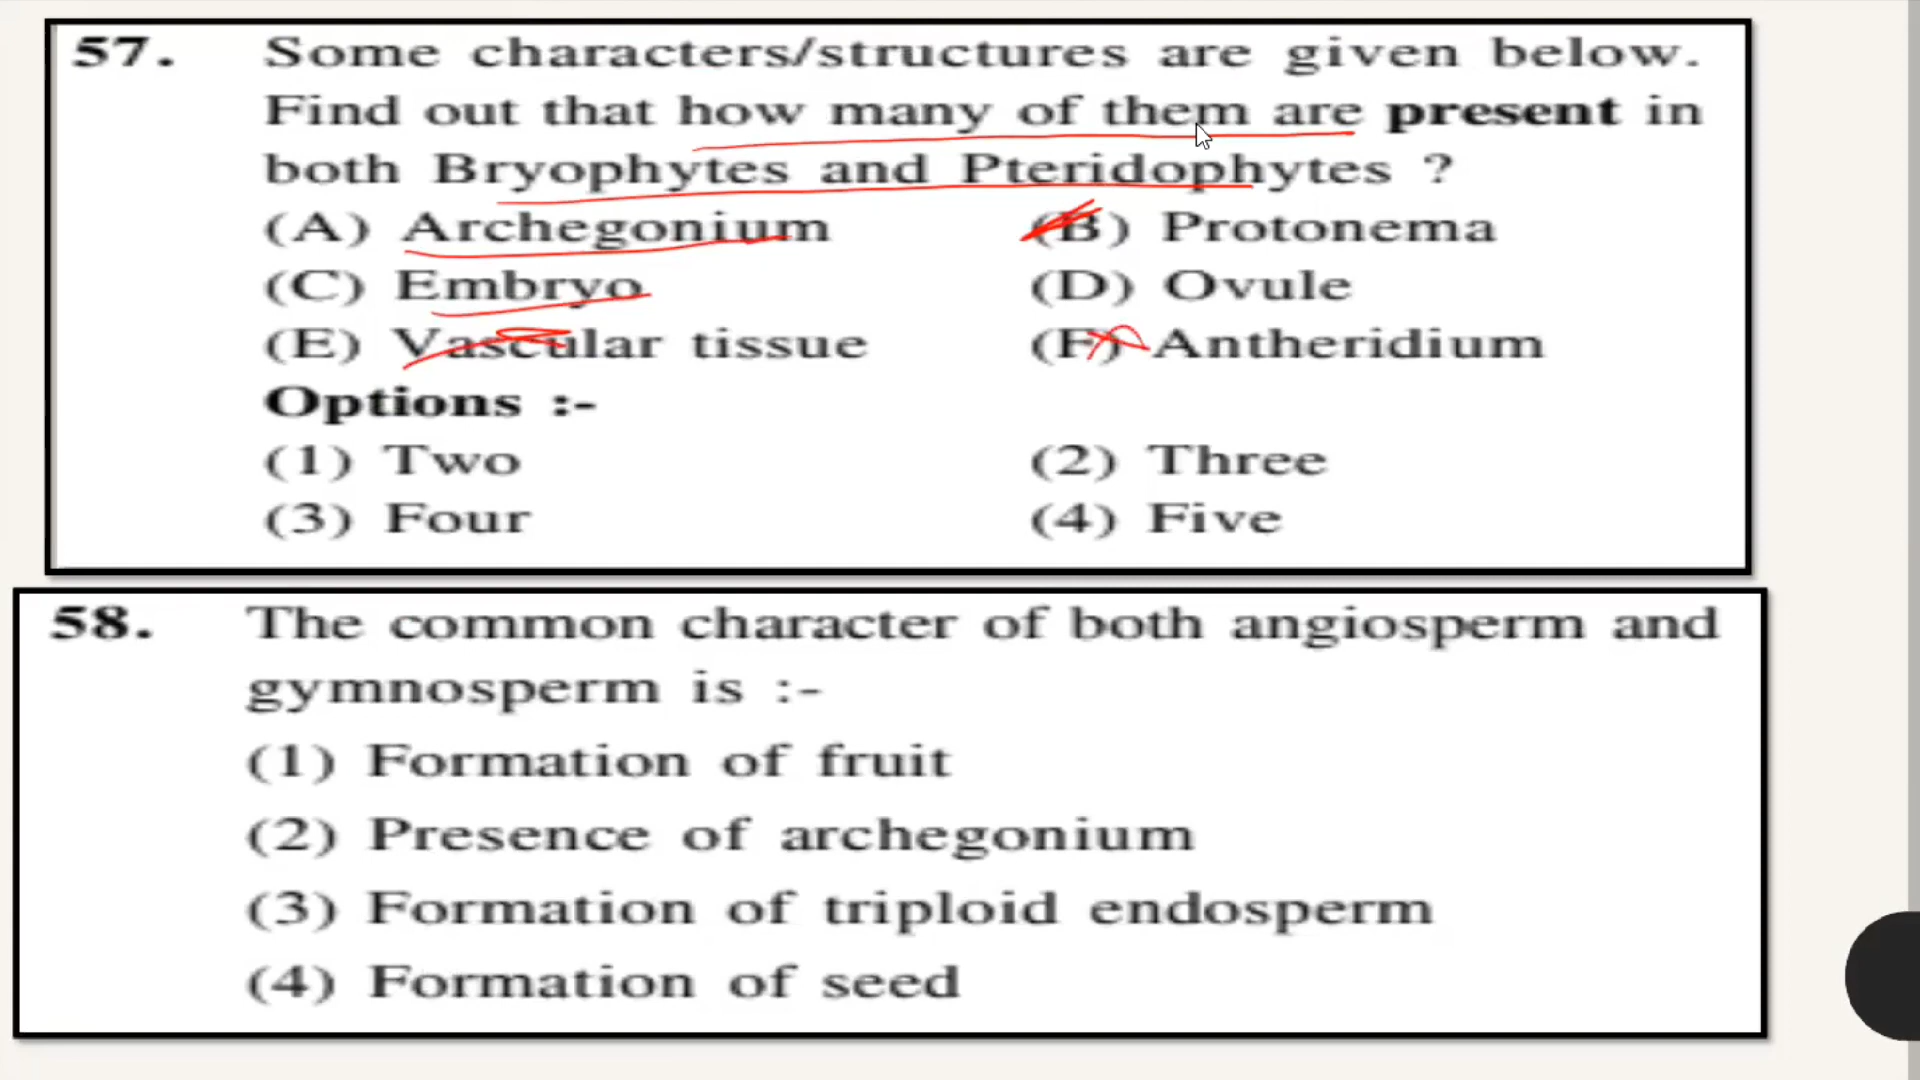 57. Some characters/structures are given below.
Find out that how many of them are present in
both Bryophytes and Pteridophytes ?
(A) Archegonium (B) Protonema
(C) Embryo (D) Ovule
(E) Vascular tissue (F) Antheridium
Options :-
(1) Two (2) Three
(3) Four (4) Five
58. The common character of both angiosperm and
gymnosperm is :-
(1) Formation of fruit
(2) Presence of archegonium
(3) Formation of triploid endosperm
(4) Formation of seed